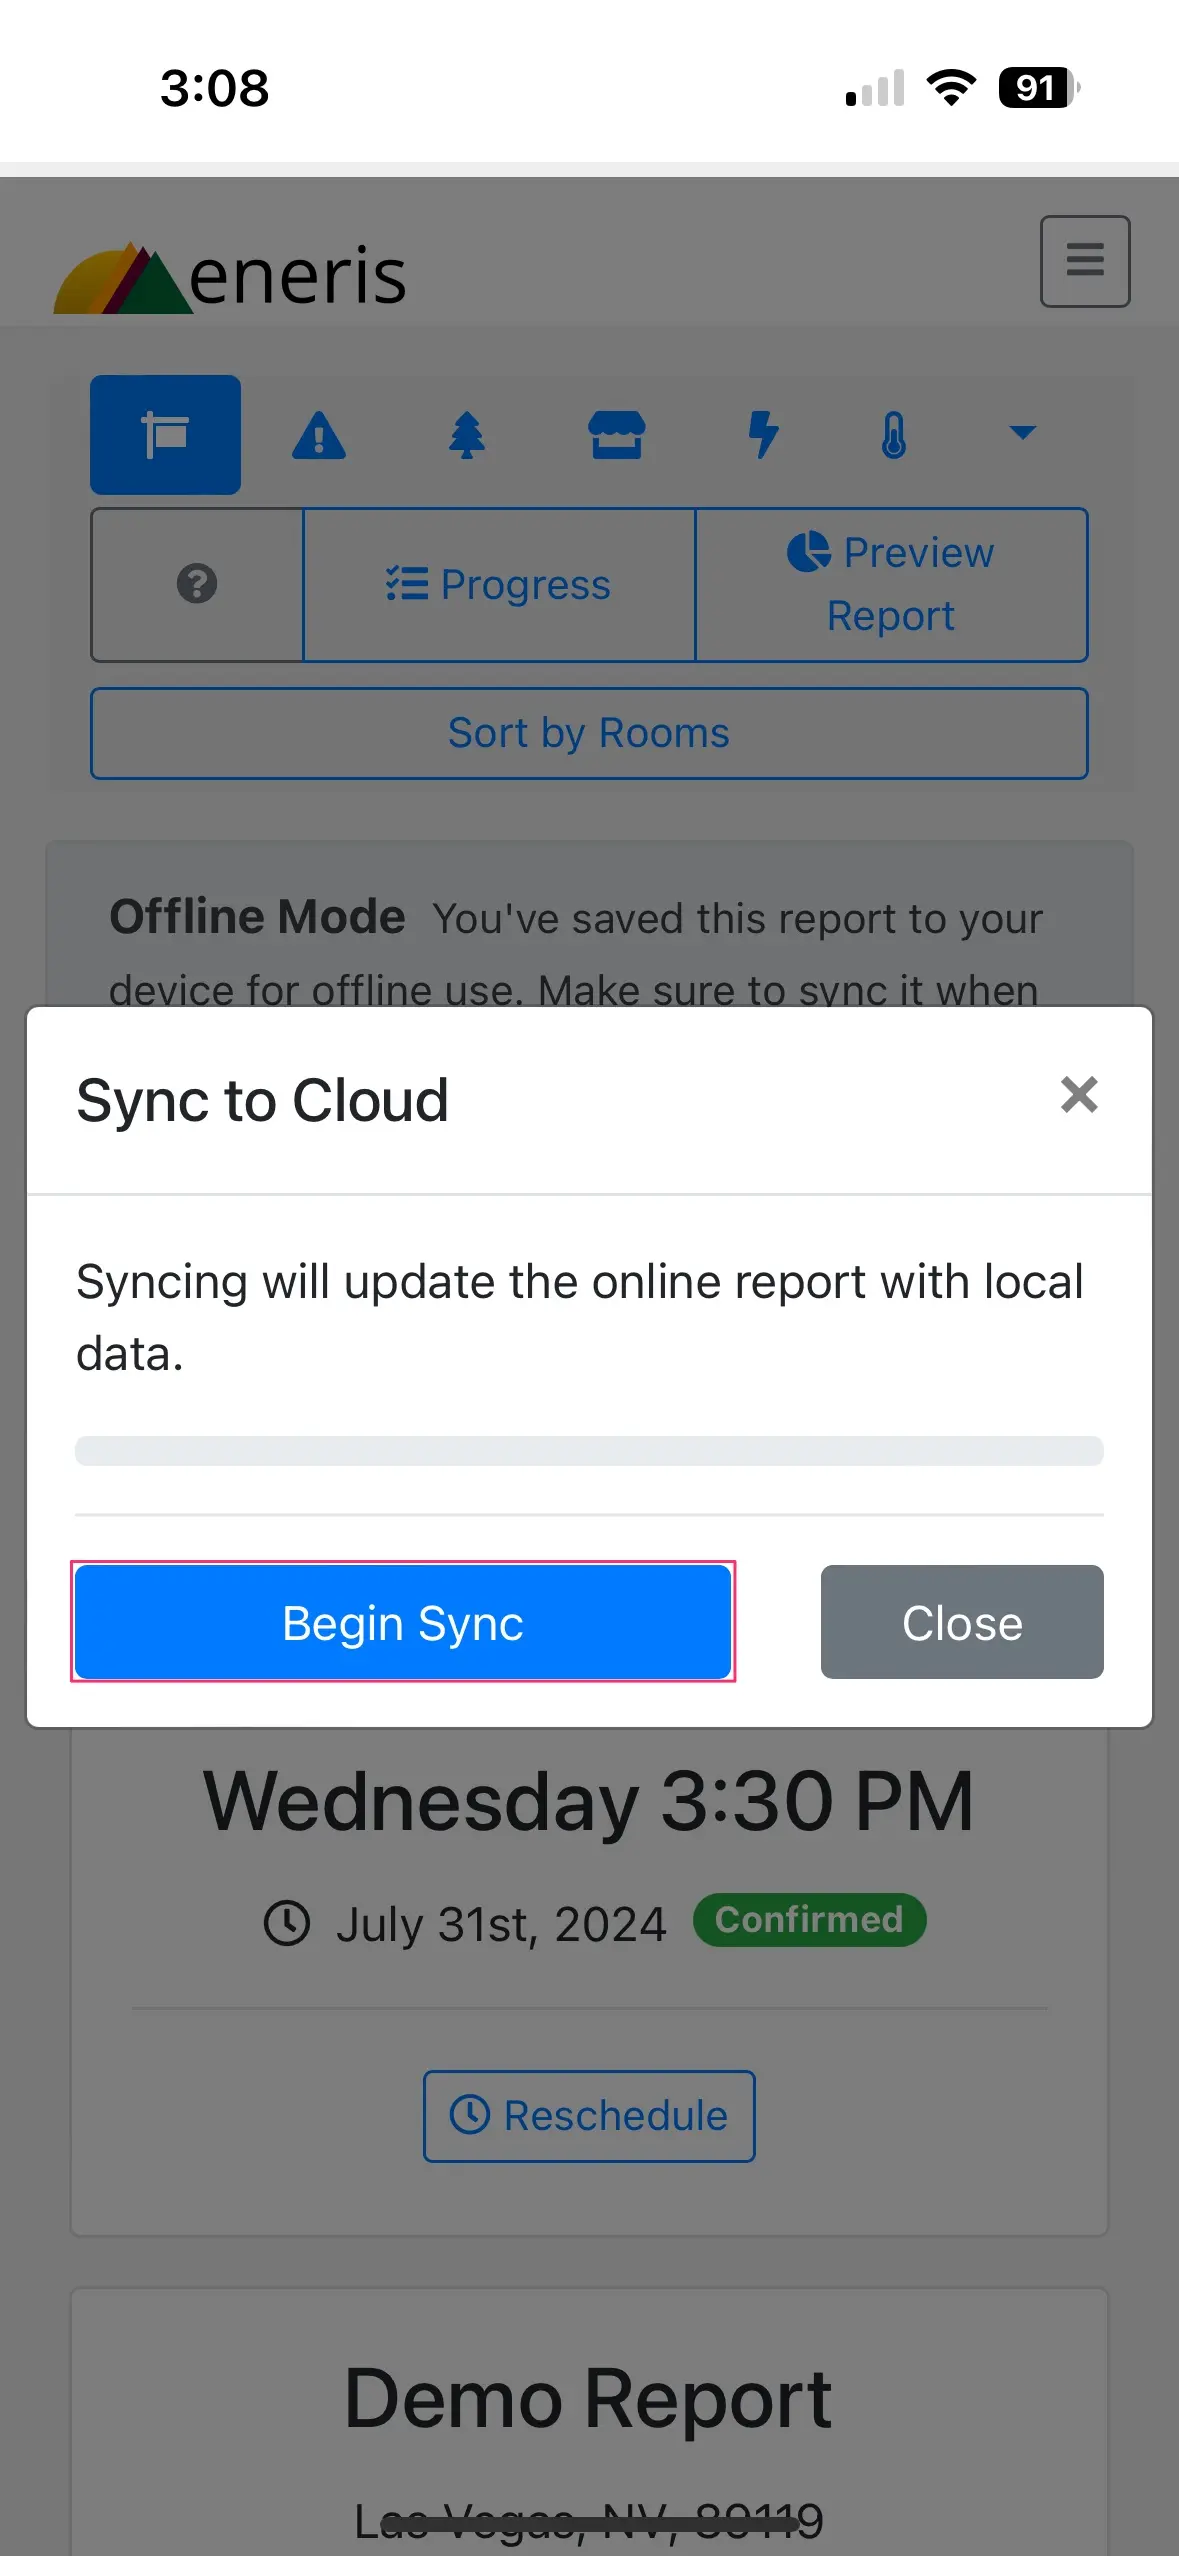 3:08
91
eneris
Progress
Preview
Report
Sort by Rooms
Offline Mode You've saved this report to your
device for offline use. Make sure to sync it when
Sync to Cloud
Syncing will update the online report with local
data.
Begin Sync
Close
Wednesday 3:30 PM
July 31st, 2024 Confirmed
Reschedule
Demo Report
Las Vegas, NV, 89119